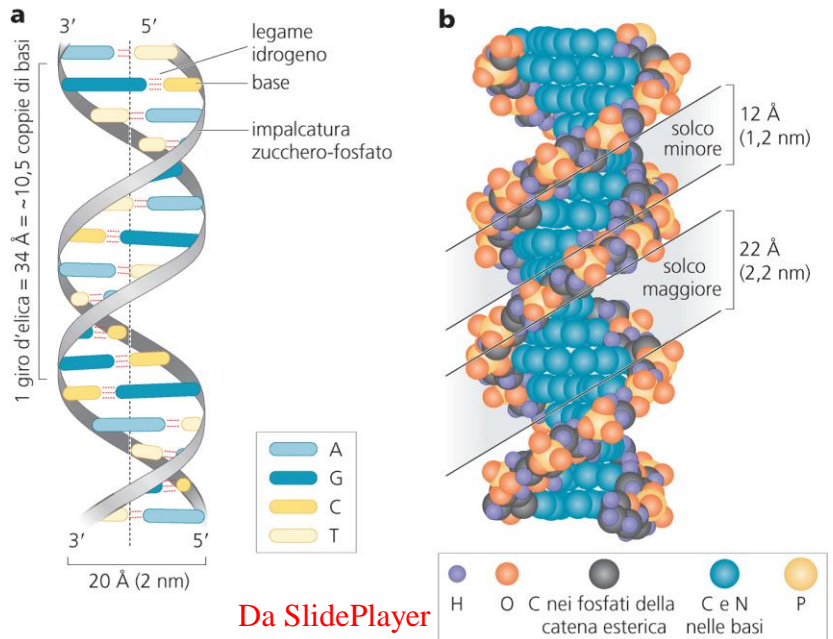 a
3′ 5′
1 giro d'elica = 34 Å = ~10,5 coppie di basi
legame
idrogeno
base
impalcatura
zucchero-fosfato
3′ 5′
20 Å (2 nm)
A
G
C
T
b
solco
minore
12 Å
(1,2 nm)
solco
maggiore
22 Å
(2,2 nm)
H
O
C nei fosfati della
catena esterica
C e N
nelle basi
P
Da SlidePlayer